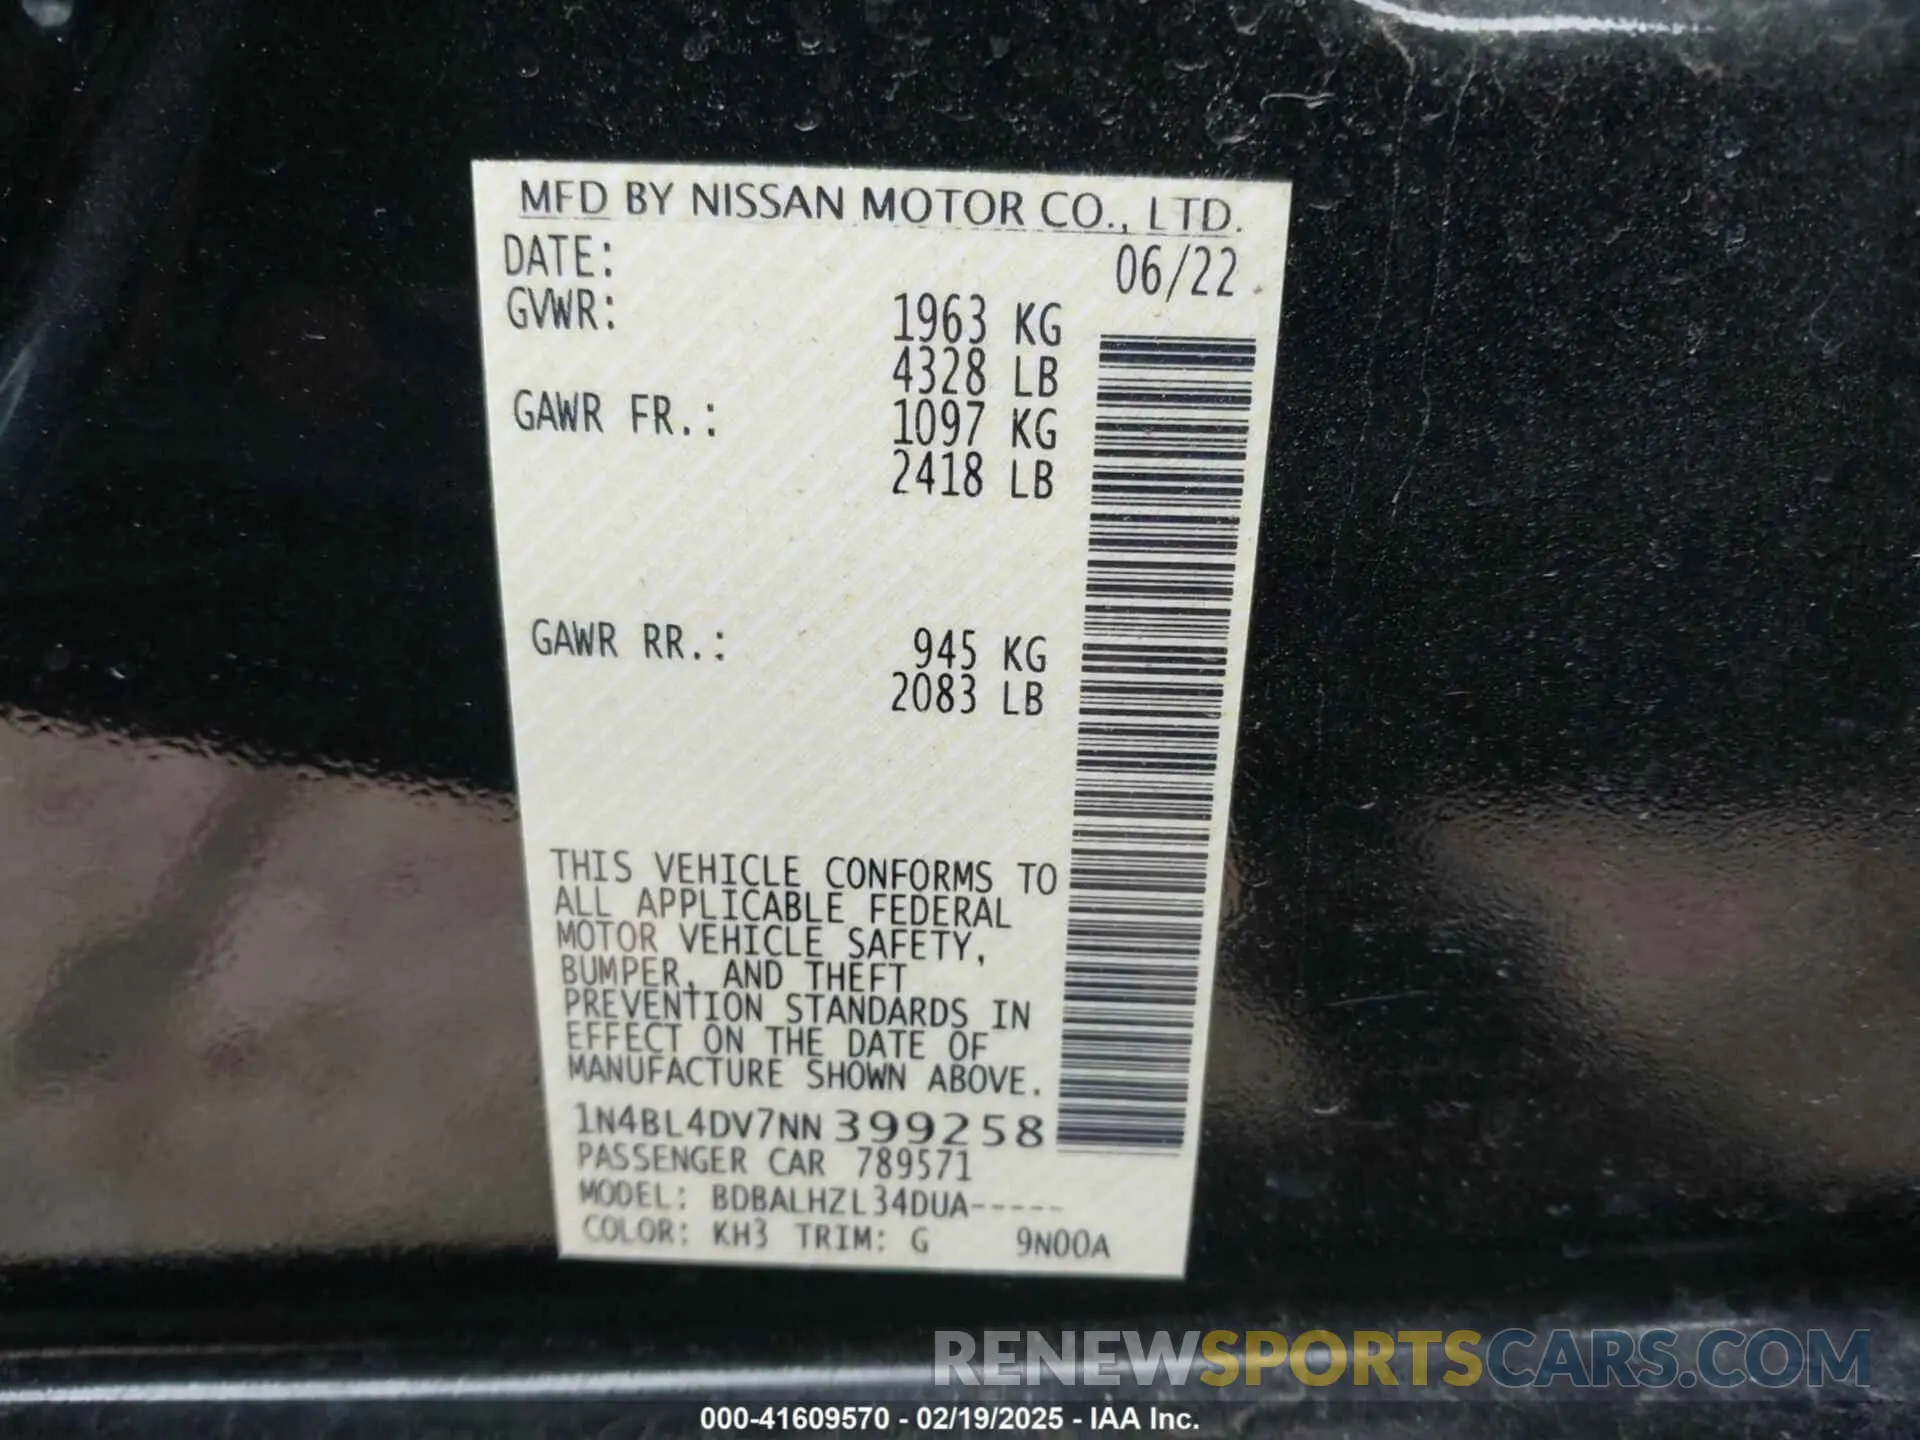 MFD BY NISSAN MOTOR CO., LTD.
DATE: 06/22
GVWR: 1963 KG
4328 LB
GAWR FR.: 1097 KG
2418 LB
GAWR RR.: 945 KG
2083 LB
THIS VEHICLE CONFORMS TO
ALL APPLICABLE FEDERAL
MOTOR VEHICLE SAFETY,
BUMPER, AND THEFT
PREVENTION STANDARDS IN
EFFECT ON THE DATE OF
MANUFACTURE SHOWN ABOVE.
1N4BL4DV7NN399258
PASSENGER CAR 789571
MODEL: BDBALHZL34DUA-----
COLOR: KH3 TRIM: G 9N00A
RENEWSPORTSCARS.COM
000-41609570 - 02/19/2025 - IAA Inc.